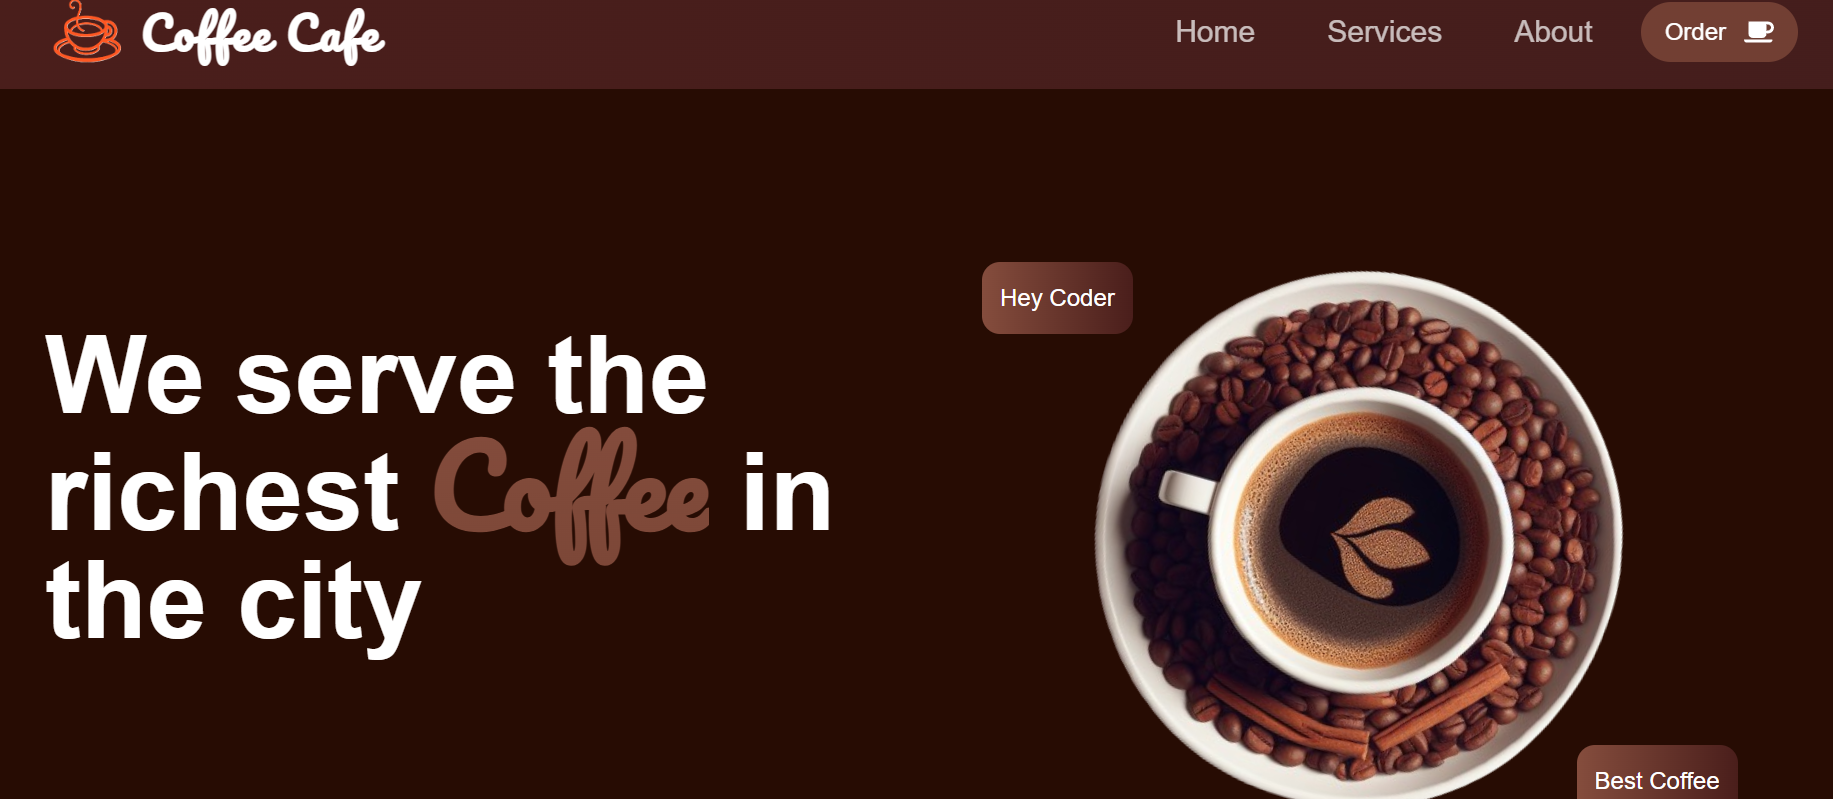 Coffee Cafe
Home Services About Order
Hey Coder
We serve the
richest Coffee in
the city
Best Coffee